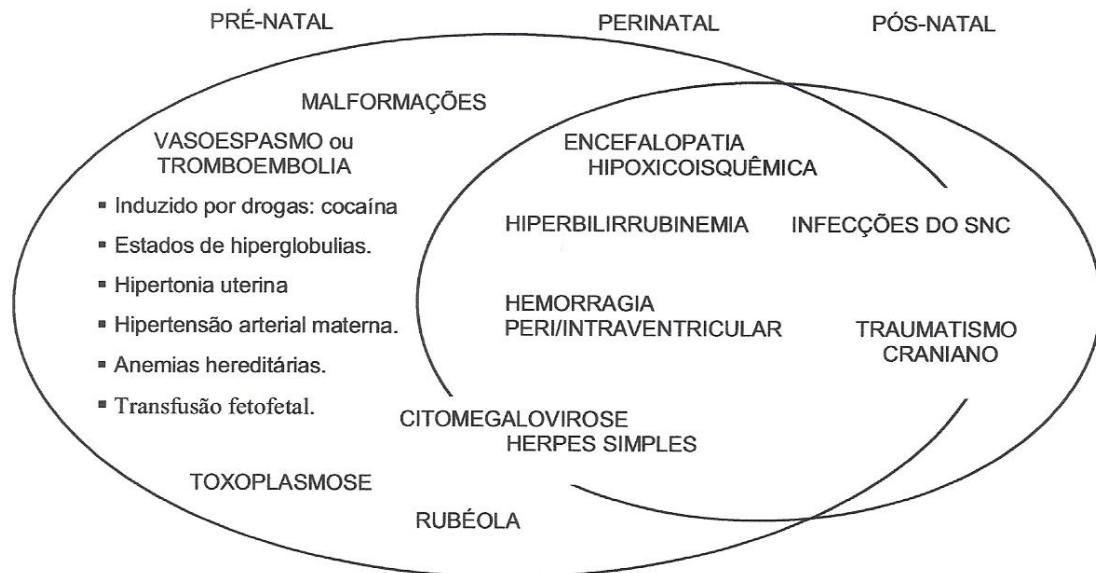 PRÉ-NATAL
PERINATAL
PÓS-NATAL
MALFORMAÇÕES
VASOESPASMO ou
TROMBOEMBOLIA
▪ Induzido por drogas: cocaína
▪ Estados de hiperglobulias.
▪ Hipertonia uterina
▪ Hipertensão arterial materna.
▪ Anemias hereditárias.
▪ Transfusão fetofetal.
ENCEFALOPATIA
HIPOXICOISQUÊMICA
HIPERBILIRRUBINEMIA
INFECÇÕES DO SNC
HEMORRAGIA
PERI/INTRAVENTRICULAR
TRAUMATISMO
CRANIANO
CITOMEGALOVIROSE
HERPES SIMPLES
TOXOPLASMOSE
RUBÉOLA